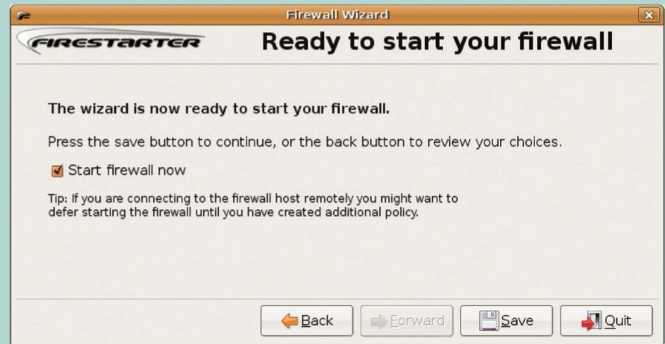 Firewall Wizard
FIRESTARTER
Ready to start your firewall
The wizard is now ready to start your firewall.
Press the save button to continue, or the back button to review your choices.
Start firewall now
Tip: If you are connecting to the firewall host remotely you might want to
defer starting the firewall until you have created additional policy.
Back
Forward
Save
Quit